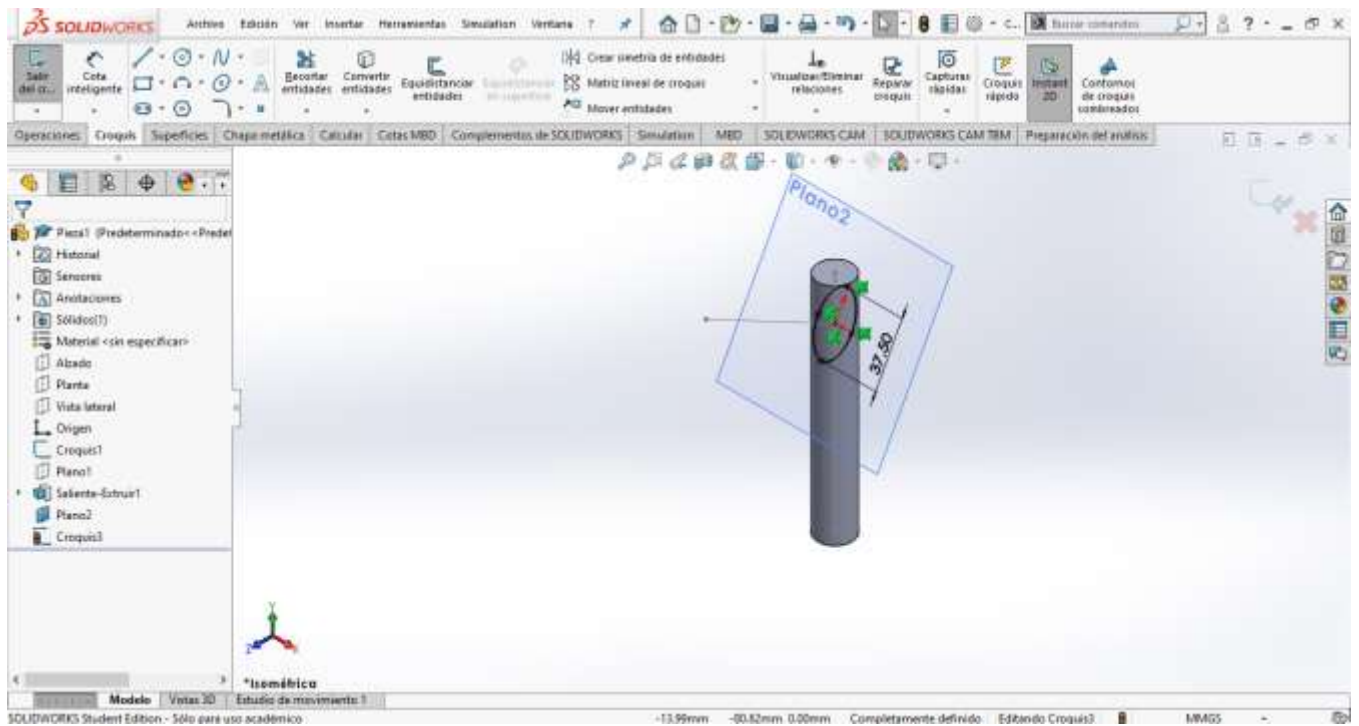 SOLIDWORKS Archivo Edición Ver Insertar Herramientas Simulation Ventana ? Buscar comandos
Salir del cr... Cota inteligente Recortar entidades Convertir entidades Equidistanciar entidades Crear simetría de entidades Matriz lineal de croquis Mover entidades Visualizar/Eliminar relaciones Reparar croquis Capturas rápidas Croquis rápido Instant 2D Contornos de croquis sombreados
Operaciones Croquis Superficies Chapa metálica Calcular Cotas MBD Complementos de SOLIDWORKS Simulation MBD SOLIDWORKS CAM SOLIDWORKS CAM TBM Preparación del análisis
Pieza1 (Predeterminado<<Predet
Historial
Sensores
Anotaciones
Sólidos(1)
Material <sin especificar>
Alzado
Planta
Vista lateral
Origen
Croquis1
Plano1
Saliente-Extruir1
Plano2
Croquis3
Plano2
37,50
Y
Z
X
*Isométrica
Modelo Vistas 3D Estudio de movimiento 1
SOLIDWORKS Student Edition - Sólo para uso académico -13.99mm -00.82mm 0.00mm Completamente definido Editando Croquis3 MMGS